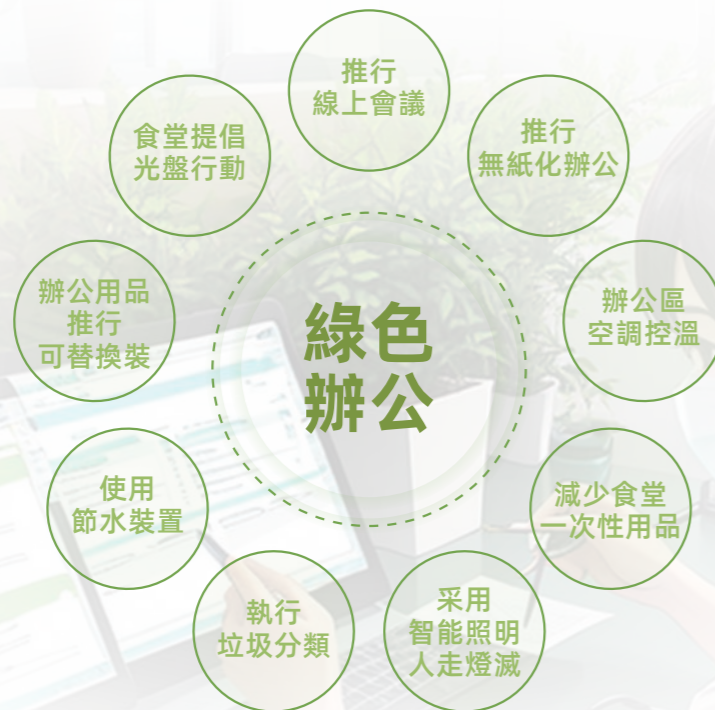 推行
線上會議
推行
無紙化辦公
辦公區
空調控溫
減少食堂
一次性用品
采用
智能照明
人走燈滅
執行
垃圾分類
使用
節水裝置
辦公用品
推行
可替換裝
食堂提倡
光盤行動
綠色
辦公